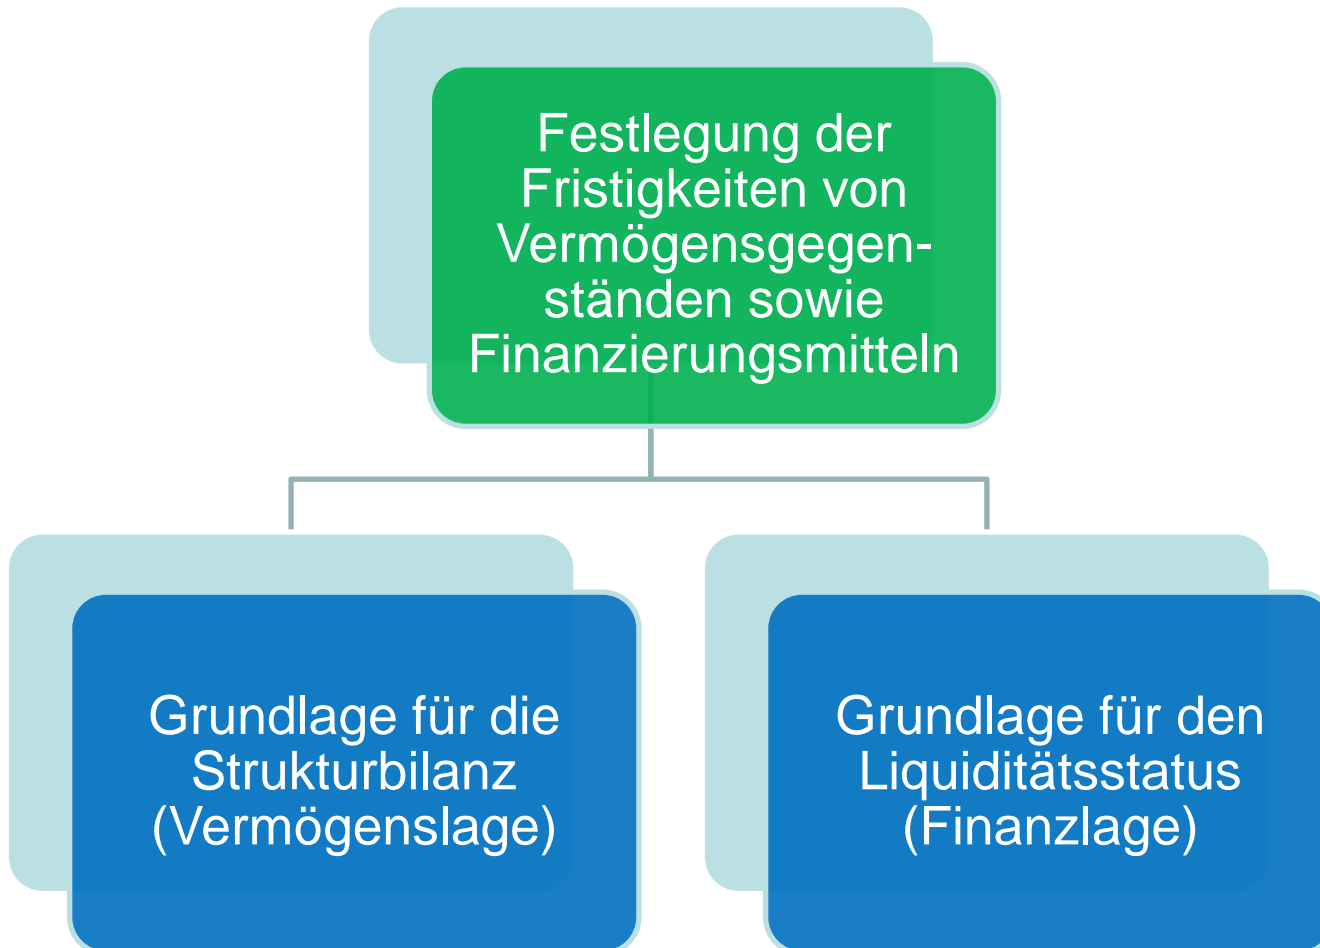 Festlegung der
Fristigkeiten von
Vermögensgegen-
ständen sowie
Finanzierungsmitteln
Grundlage für die
Strukturbilanz
(Vermögenslage)
Grundlage für den
Liquiditätsstatus
(Finanzlage)